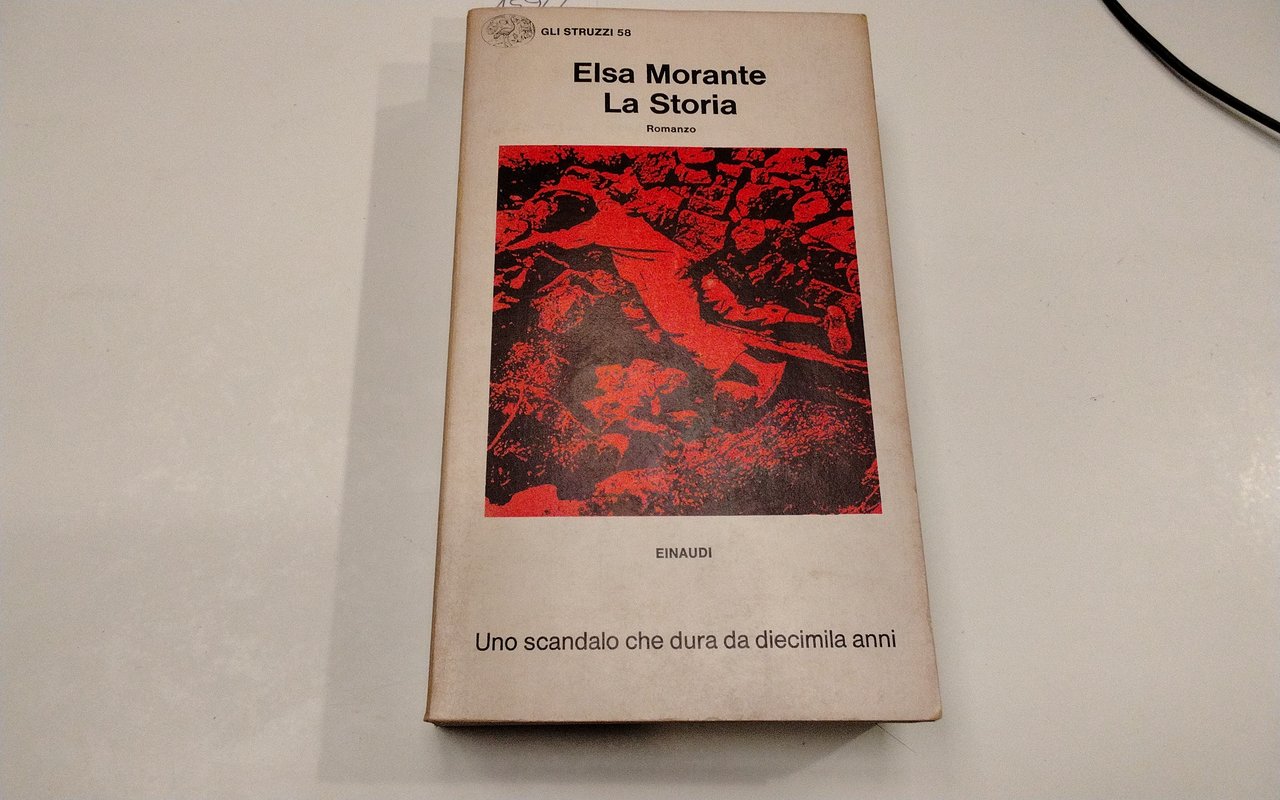 GLI STRUZZI 58
Elsa Morante
La Storia
Romanzo
EINAUDI
Uno scandalo che dura da diecimila anni